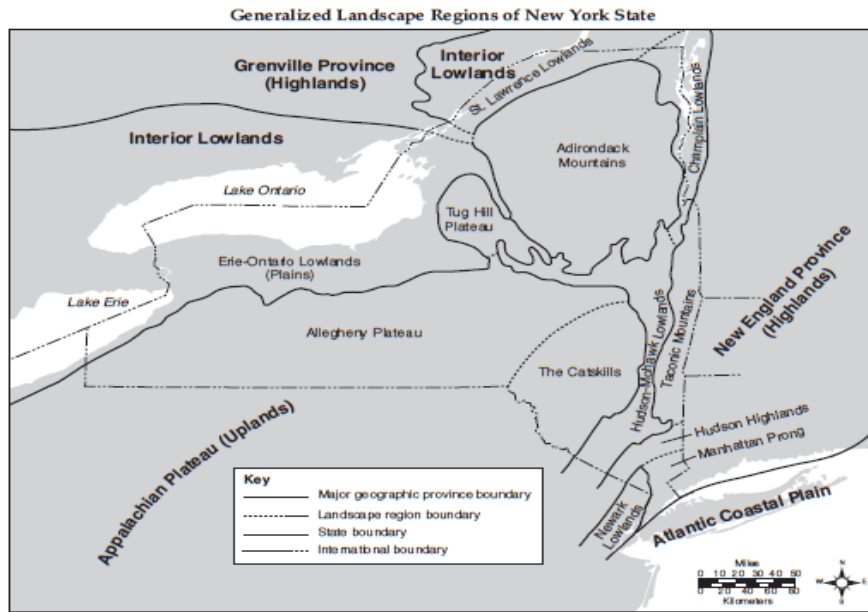 Generalized Landscape Regions of New York State
Grenville Province
(Highlands)
Interior
Lowlands
St. Lawrence Lowlands
Champlain Lowlands
Interior Lowlands
Adirondack
Mountains
Lake Ontario
Tug Hill
Plateau
Erie-Ontario Lowlands
(Plains)
Lake Erie
New England Province
(Highlands)
Allegheny Plateau
Hudson-Mohawk Lowlands
Taconic Mountains
The Catskills
Hudson Highlands
Manhattan Prong
Appalachian Plateau (Uplands)
Newark
Lowlands
Atlantic Coastal Plain
Key
Major geographic province boundary
Landscape region boundary
State boundary
International boundary
Miles
0 10 20 30 40 50
0 20 40 60 80
Kilometers
N
W E
S